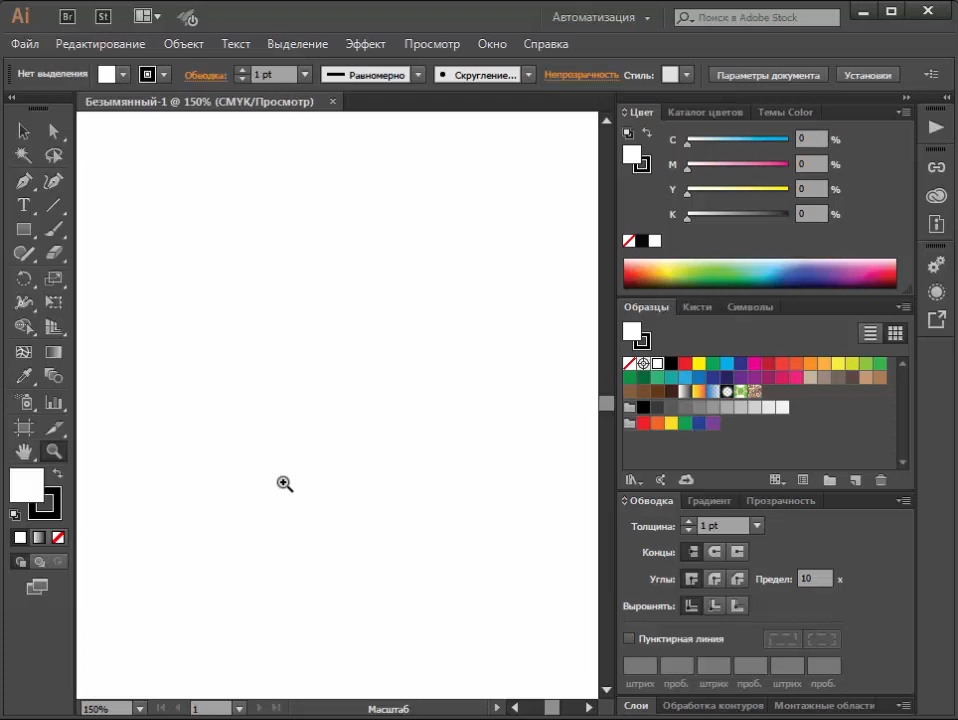 Ai Br St Автоматизация Поиск в Adobe Stock
Файл Редактирование Объект Текст Выделение Эффект Просмотр Окно Справка
Нет выделения Обводка: 1 pt Равномерно Скругление... Непрозрачность Стиль: Параметры документа Установки
Безымянный-1 @ 150% (CMYK/Просмотр) ×
Цвет Каталог цветов Темы Color
C 0 %
M 0 %
Y 0 %
K 0 %
Образцы Кисти Символы
Обводка Градиент Прозрачность
Толщина: 1 pt
Концы:
Углы: Предел: 10 x
Выровнять:
Пунктирная линия
штрих проб. штрих проб. штрих проб.
Слои Обработка контуров Монтажные области
150% 1 Масштаб